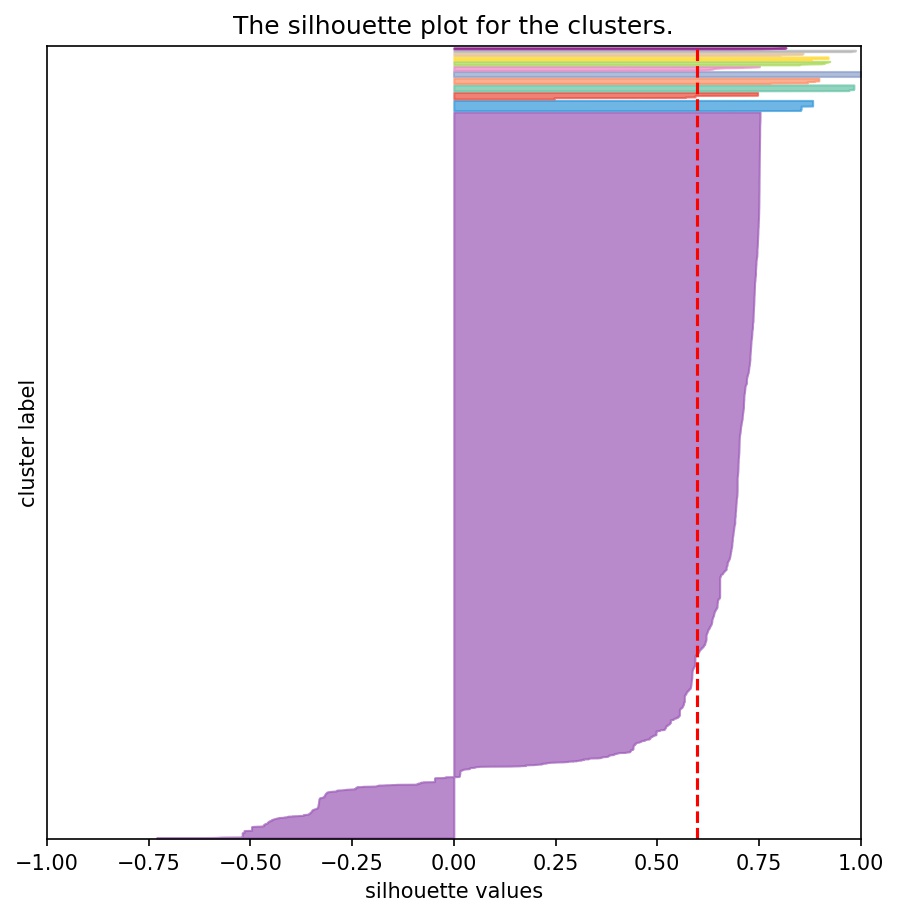 The silhouette plot for the clusters.
cluster label
−1.00 −0.75 −0.50 −0.25 0.00 0.25 0.50 0.75 1.00
silhouette values